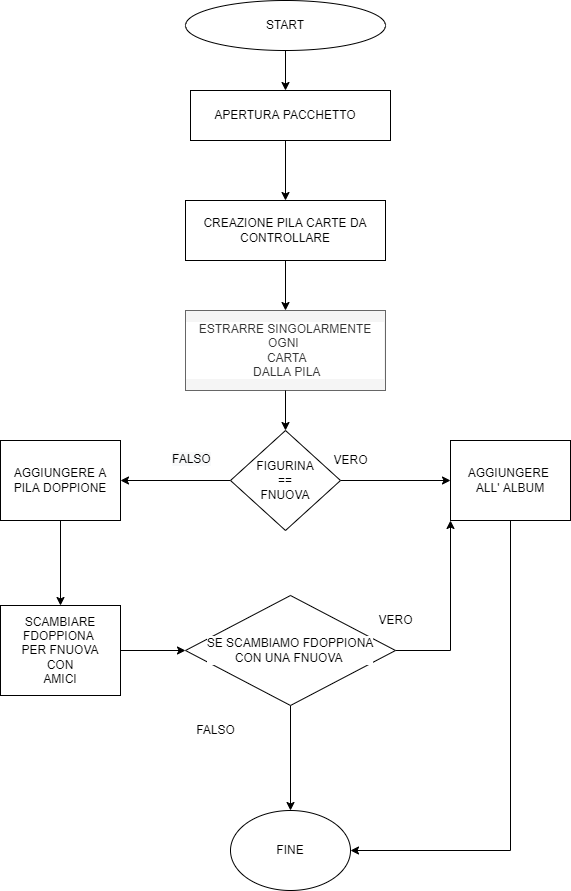 START
APERTURA PACCHETTO
CREAZIONE PILA CARTE DA
CONTROLLARE
ESTRARRE SINGOLARMENTE
OGNI
CARTA
DALLA PILA
FALSO
FIGURINA
==
FNUOVA
VERO
AGGIUNGERE A
PILA DOPPIONE
AGGIUNGERE
ALL' ALBUM
SCAMBIARE
FDOPPIONA
PER FNUOVA
CON
AMICI
SE SCAMBIAMO FDOPPIONA
CON UNA FNUOVA
VERO
FALSO
FINE